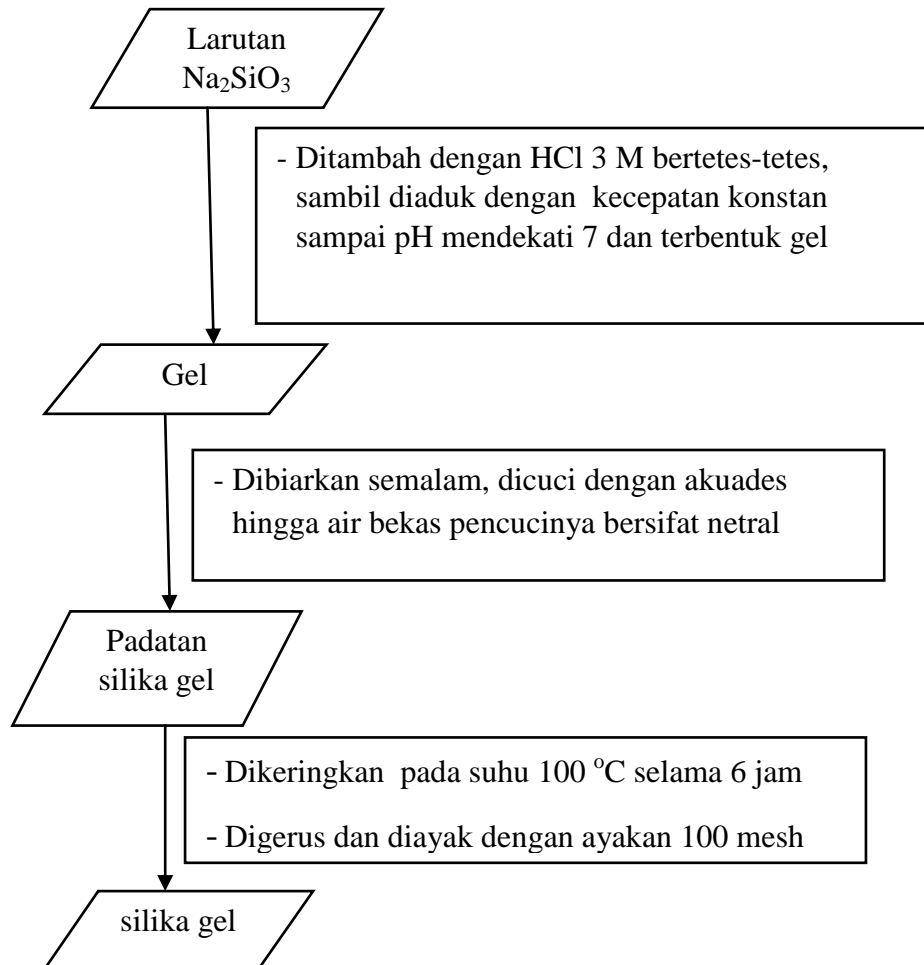 Larutan
Na₂SiO₃
- Ditambah dengan HCl 3 M bertetes-tetes,
sambil diaduk dengan kecepatan konstan
sampai pH mendekati 7 dan terbentuk gel
Gel
- Dibiarkan semalam, dicuci dengan akuades
hingga air bekas pencucinya bersifat netral
Padatan
silika gel
- Dikeringkan pada suhu 100 °C selama 6 jam
- Digerus dan diayak dengan ayakan 100 mesh
silika gel